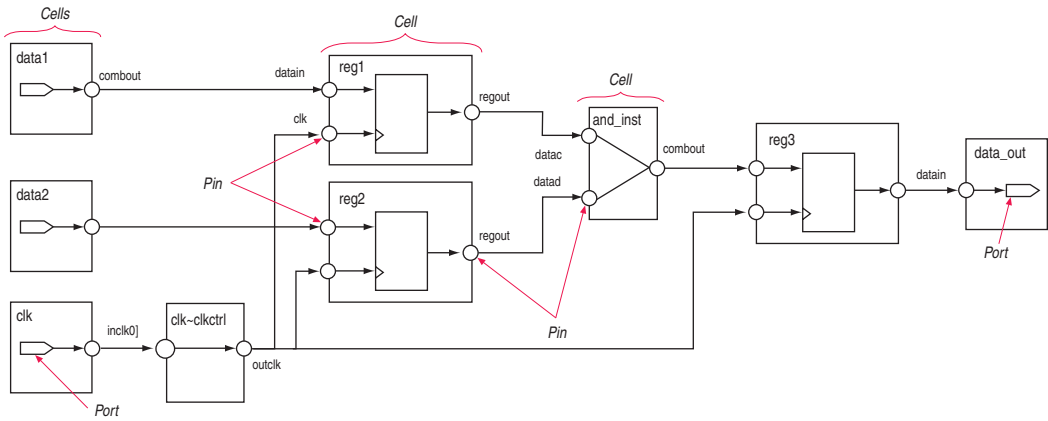 Cells
Cell
data1
combout
datain
reg1
clk
regout
Cell
and_inst
combout
datac
datad
reg3
data_out
datain
Port
Pin
data2
reg2
regout
Pin
clk
inclk0]
clk~clkctrl
outclk
Port